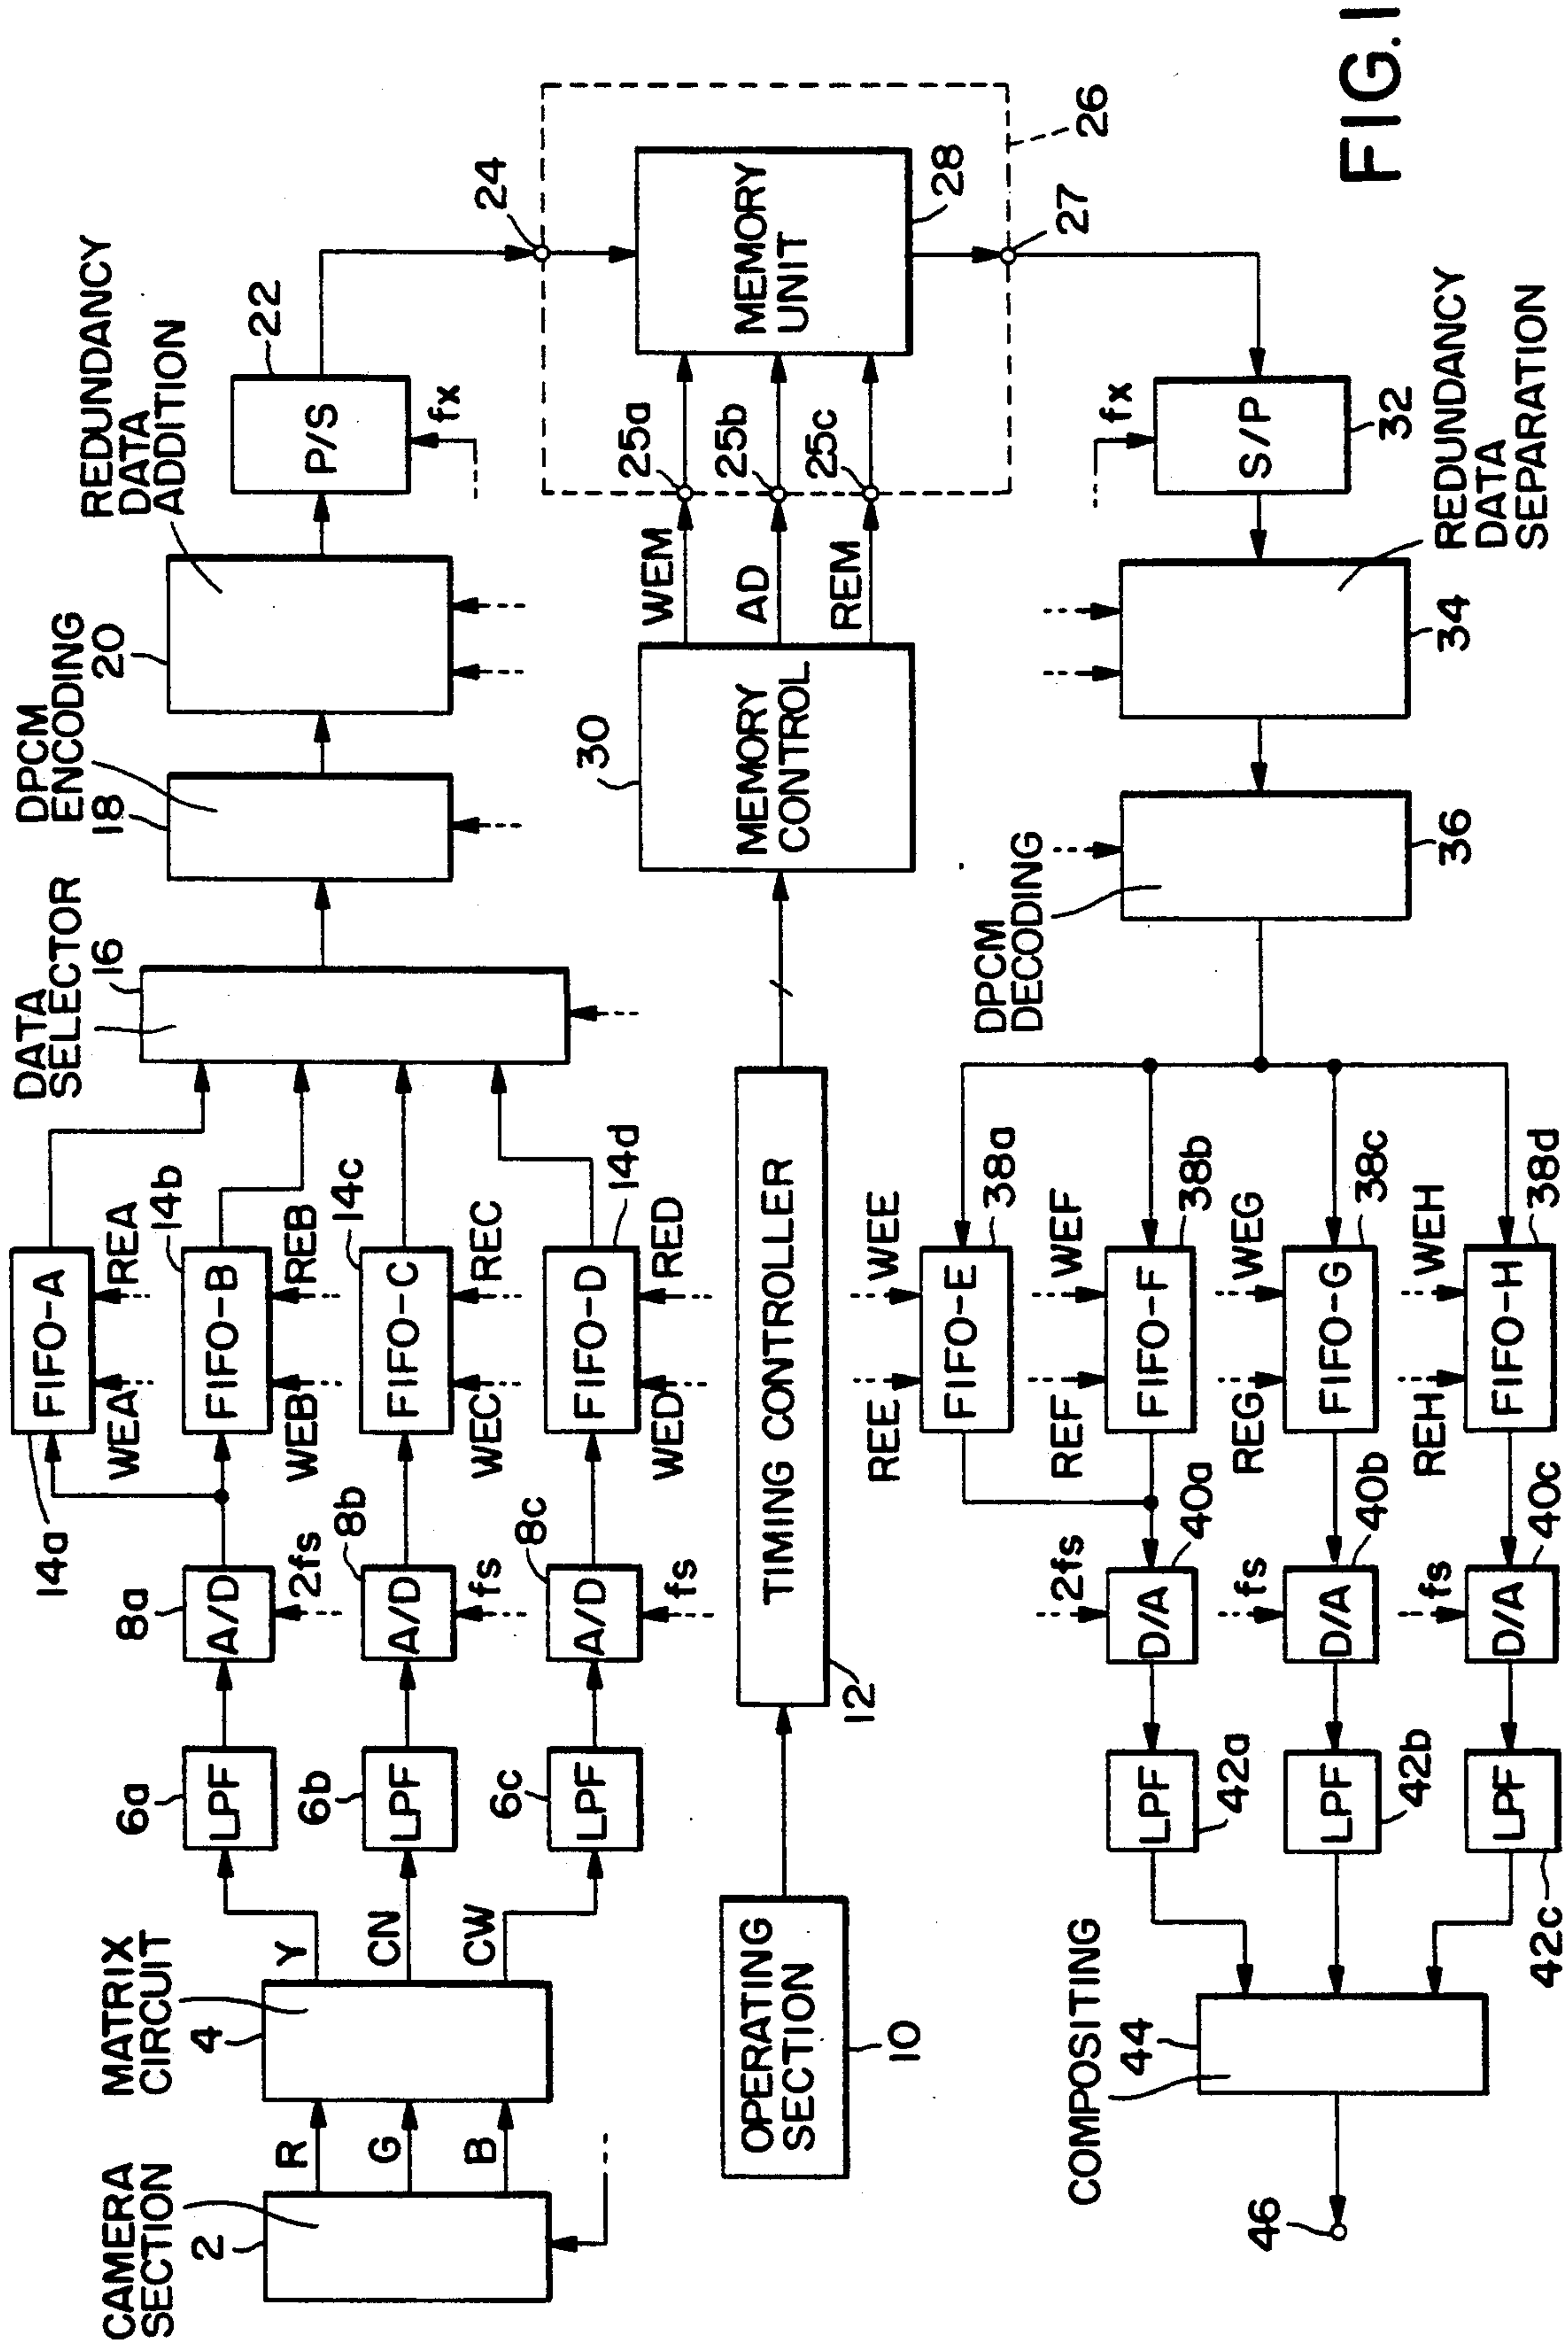 CAMERA
SECTION
2
R
G
B
MATRIX
CIRCUIT
4
Y
CN
CW
6a
LPF
6b
LPF
6c
LPF
8a
A/D
2fs
8b
A/D
fs
8c
A/D
fs
14a
FIFO-A
WEA
REA
14b
FIFO-B
WEB
REB
14c
FIFO-C
WEC
REC
14d
FIFO-D
WED
RED
DATA
SELECTOR
16
DPCM
ENCODING
18
REDUNDANCY
DATA
ADDITION
20
22
P/S
fx
24
OPERATING
SECTION
10
TIMING CONTROLLER
12
30
MEMORY
CONTROL
WEM
AD
REM
25a
25b
25c
MEMORY
UNIT
28
26
27
fx
S/P
32
REDUNDANCY
DATA
SEPARATION
34
DPCM
DECODING
36
REE
WEE
FIFO-E
38a
REF
WEF
FIFO-F
38b
REG
WEG
FIFO-G
38c
REH
WEH
FIFO-H
38d
2fs
D/A
40a
fs
D/A
40b
fs
D/A
40c
LPF
42a
LPF
42b
LPF
42c
COMPOSITING
44
46
FIG.1